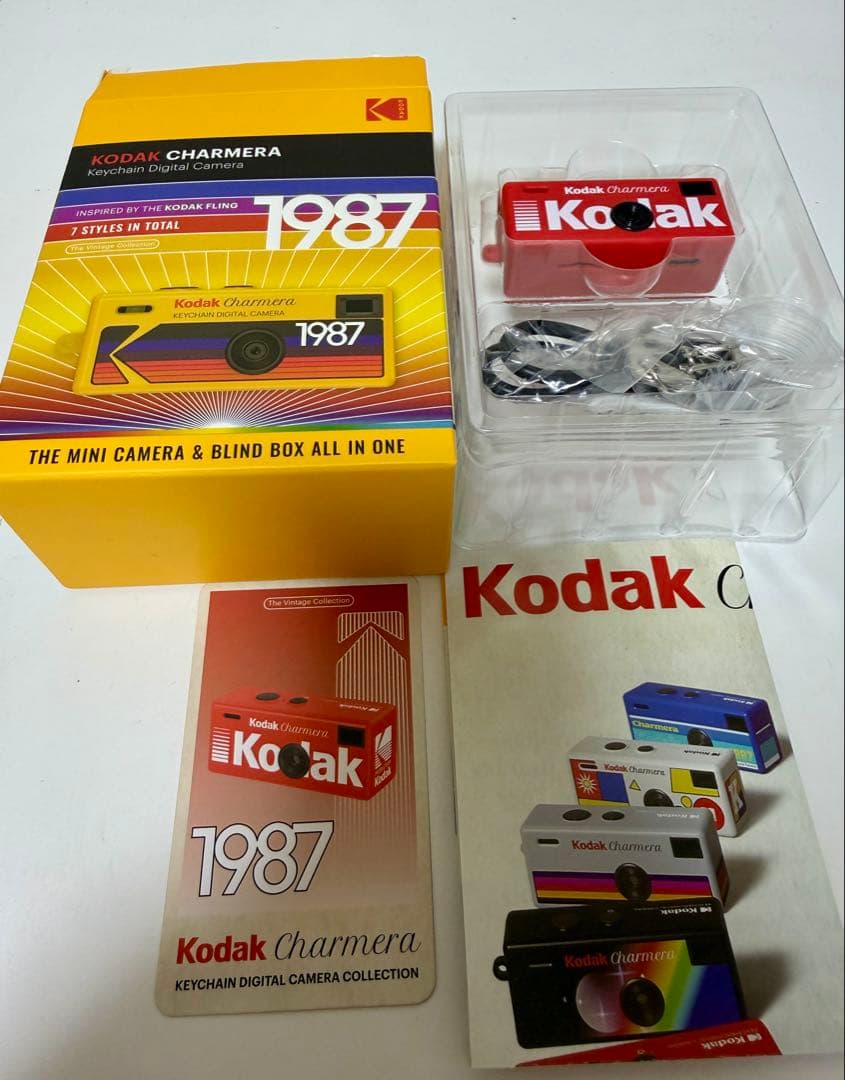 Kodak
KODAK CHARMERA
Keychain Digital Camera
INSPIRED BY THE KODAK FLING
7 STYLES IN TOTAL
1987
The Vintage Collection
Kodak Charmera
KEYCHAIN DIGITAL CAMERA
1987
THE MINI CAMERA & BLIND BOX ALL IN ONE
Kodak Charmera
Kodak
The Vintage Collection
Kodak
Kodak Charmera
Kodak
Kodak
1987
Kodak Charmera
KEYCHAIN DIGITAL CAMERA COLLECTION
Kodak C
Kodak
Charmera
Kodak
Kodak Charmera
Kodak
Kodak Charmera
Kodak
Kodak Charmera
Kodak